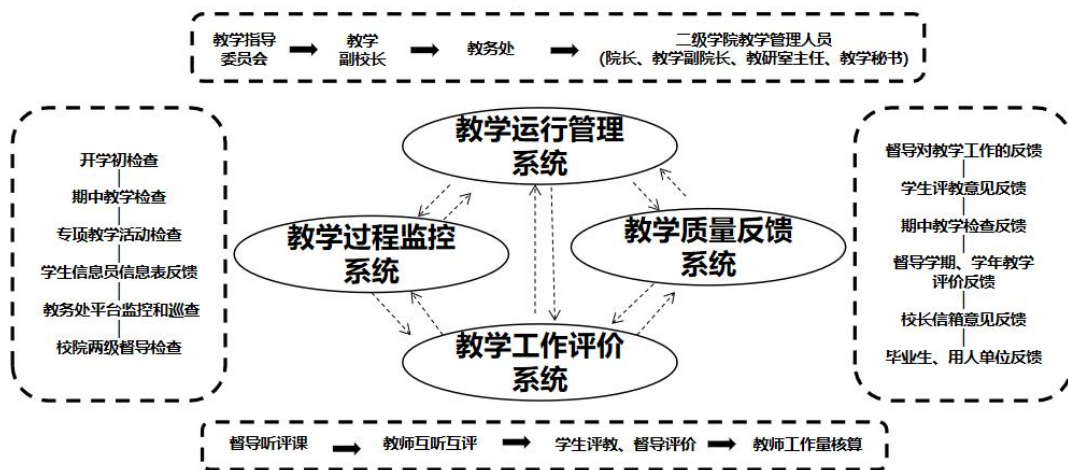 教学指导
委员会
教学
副校长
教务处
二级学院教学管理人员
(院长、教学副院长、教研室主任、教学秘书)
教学运行管理
系统
开学初检查
期中教学检查
专项教学活动检查
学生信息员信息表反馈
教务处平台监控和巡查
校院两级督导检查
教学过程监控
系统
教学质量反馈
系统
督导对教学工作的反馈
学生评教意见反馈
期中教学检查反馈
督导学期、学年教学
评价反馈
校长信箱意见反馈
毕业生、用人单位反馈
教学工作评价
系统
督导听评课
教师互听互评
学生评教、督导评价
教师工作量核算